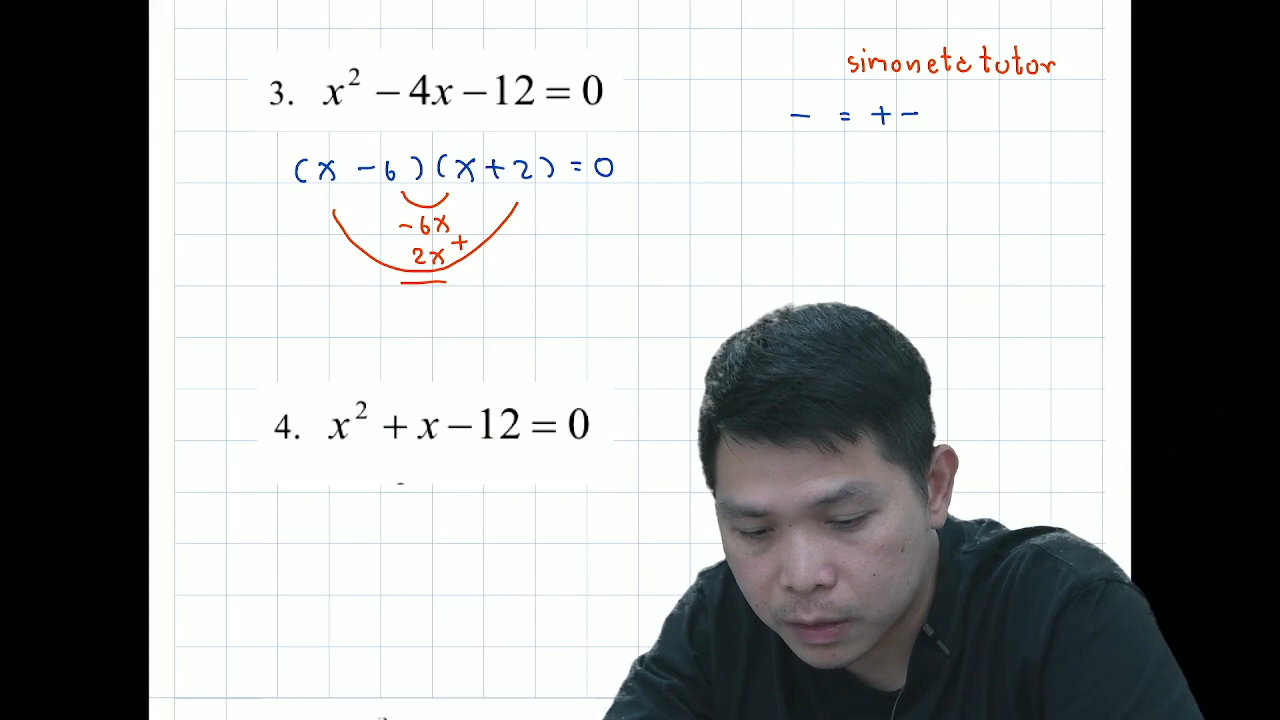 simonetc tutor
3. x² − 4x − 12 = 0
− = + −
(x − 6)(x + 2) = 0
−6x
2x +
4. x² + x − 12 = 0